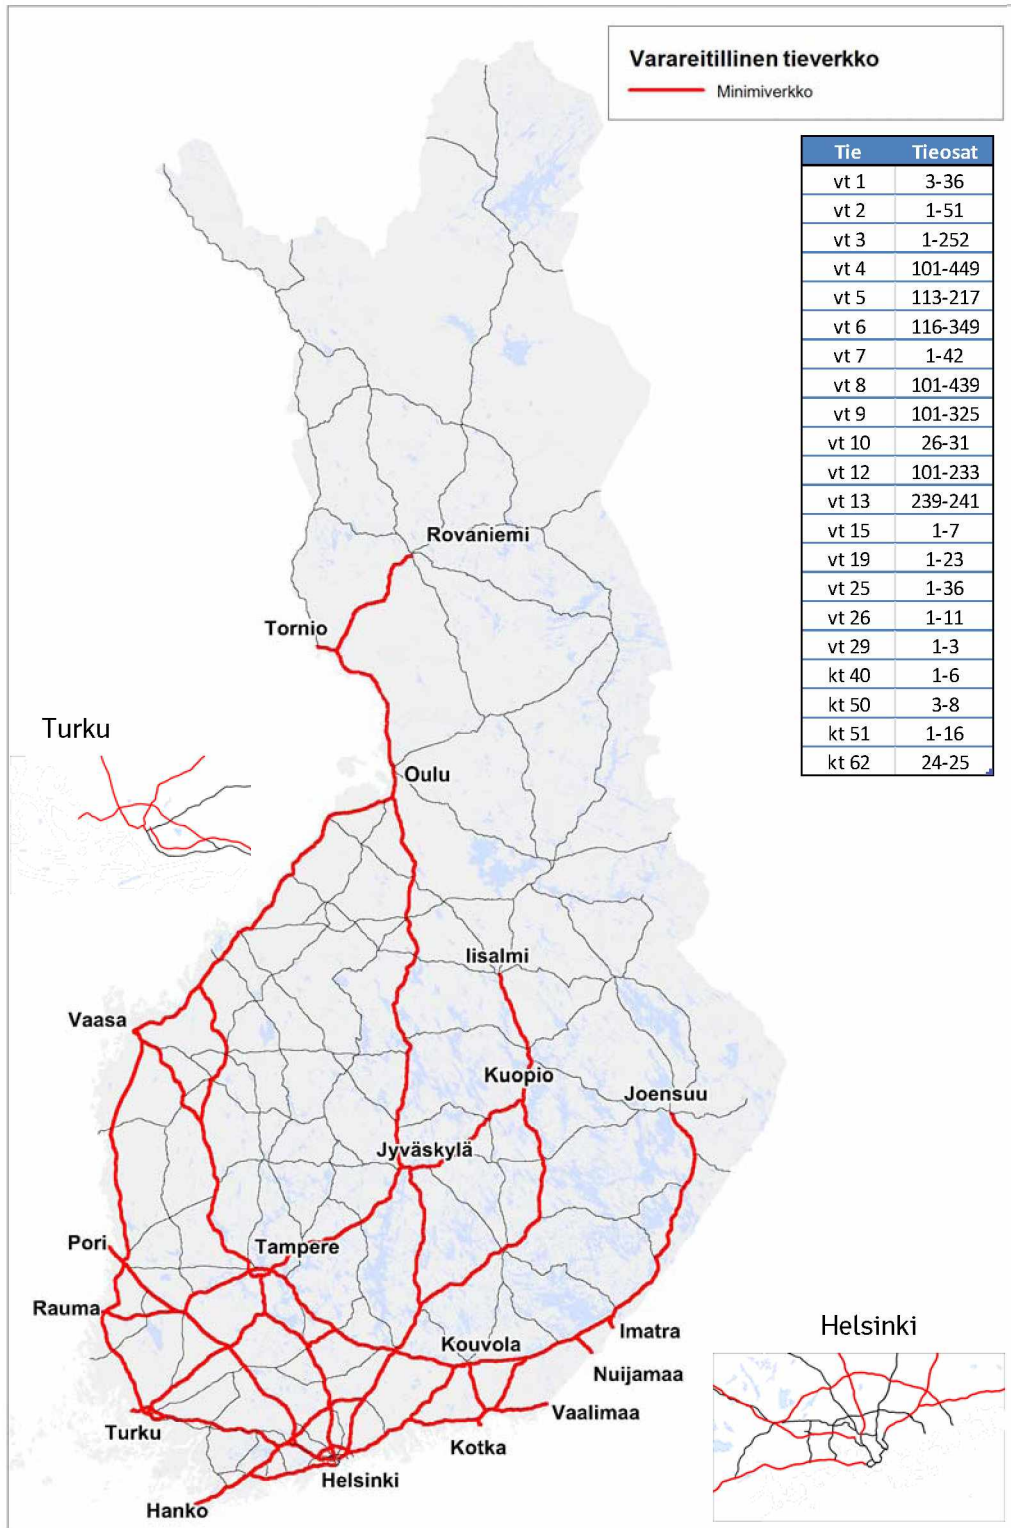 Varareitillinen tieverkko
Minimiverkko
Tie Tieosat
vt 1 3-36
vt 2 1-51
vt 3 1-252
vt 4 101-449
vt 5 113-217
vt 6 116-349
vt 7 1-42
vt 8 101-439
vt 9 101-325
vt 10 26-31
vt 12 101-233
vt 13 239-241
vt 15 1-7
vt 19 1-23
vt 25 1-36
vt 26 1-11
vt 29 1-3
kt 40 1-6
kt 50 3-8
kt 51 1-16
kt 62 24-25
Rovaniemi
Tornio
Turku
Oulu
Iisalmi
Vaasa
Kuopio
Joensuu
Jyväskylä
Pori
Tampere
Rauma
Imatra
Helsinki
Kouvola
Nuijamaa
Vaalimaa
Turku
Kotka
Helsinki
Hanko